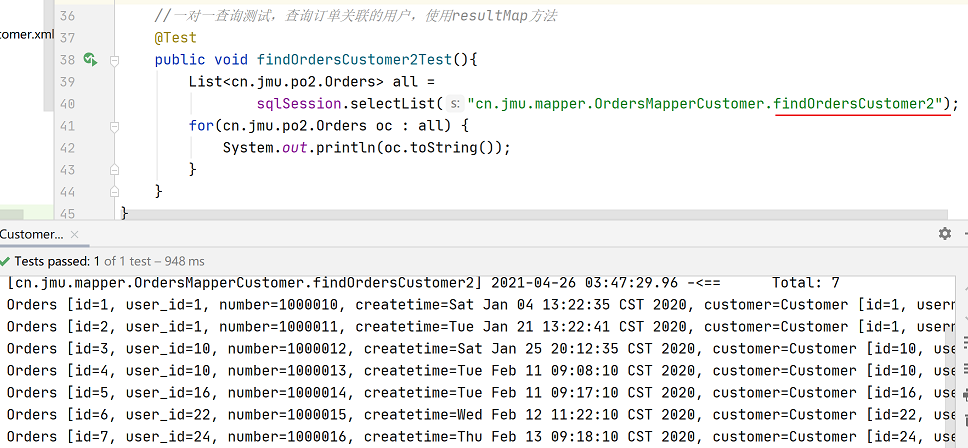 36 //一对一查询测试，查询订单关联的用户，使用resultMap方法
tomer.xml 37 @Test
38 public void findOrdersCustomer2Test(){
39 List<cn.jmu.po2.Orders> all =
40 sqlSession.selectList( s: "cn.jmu.mapper.OrdersMapperCustomer.findOrdersCustomer2");
41 for(cn.jmu.po2.Orders oc : all) {
42 System.out.println(oc.toString());
43 }
44 }
45 }
Customer... ×
Tests passed: 1 of 1 test – 948 ms
[cn.jmu.mapper.OrdersMapperCustomer.findOrdersCustomer2] 2021-04-26 03:47:29.96 -<== Total: 7
Orders [id=1, user_id=1, number=1000010, createtime=Sat Jan 04 13:22:35 CST 2020, customer=Customer [id=1, usern
Orders [id=2, user_id=1, number=1000011, createtime=Tue Jan 21 13:22:41 CST 2020, customer=Customer [id=1, usern
Orders [id=3, user_id=10, number=1000012, createtime=Sat Jan 25 20:12:35 CST 2020, customer=Customer [id=10, use
Orders [id=4, user_id=10, number=1000013, createtime=Tue Feb 11 09:08:10 CST 2020, customer=Customer [id=10, use
Orders [id=5, user_id=16, number=1000014, createtime=Tue Feb 11 09:17:10 CST 2020, customer=Customer [id=16, use
Orders [id=6, user_id=22, number=1000015, createtime=Wed Feb 12 11:22:10 CST 2020, customer=Customer [id=22, use
Orders [id=7, user_id=24, number=1000016, createtime=Thu Feb 13 09:18:10 CST 2020, customer=Customer [id=24, use